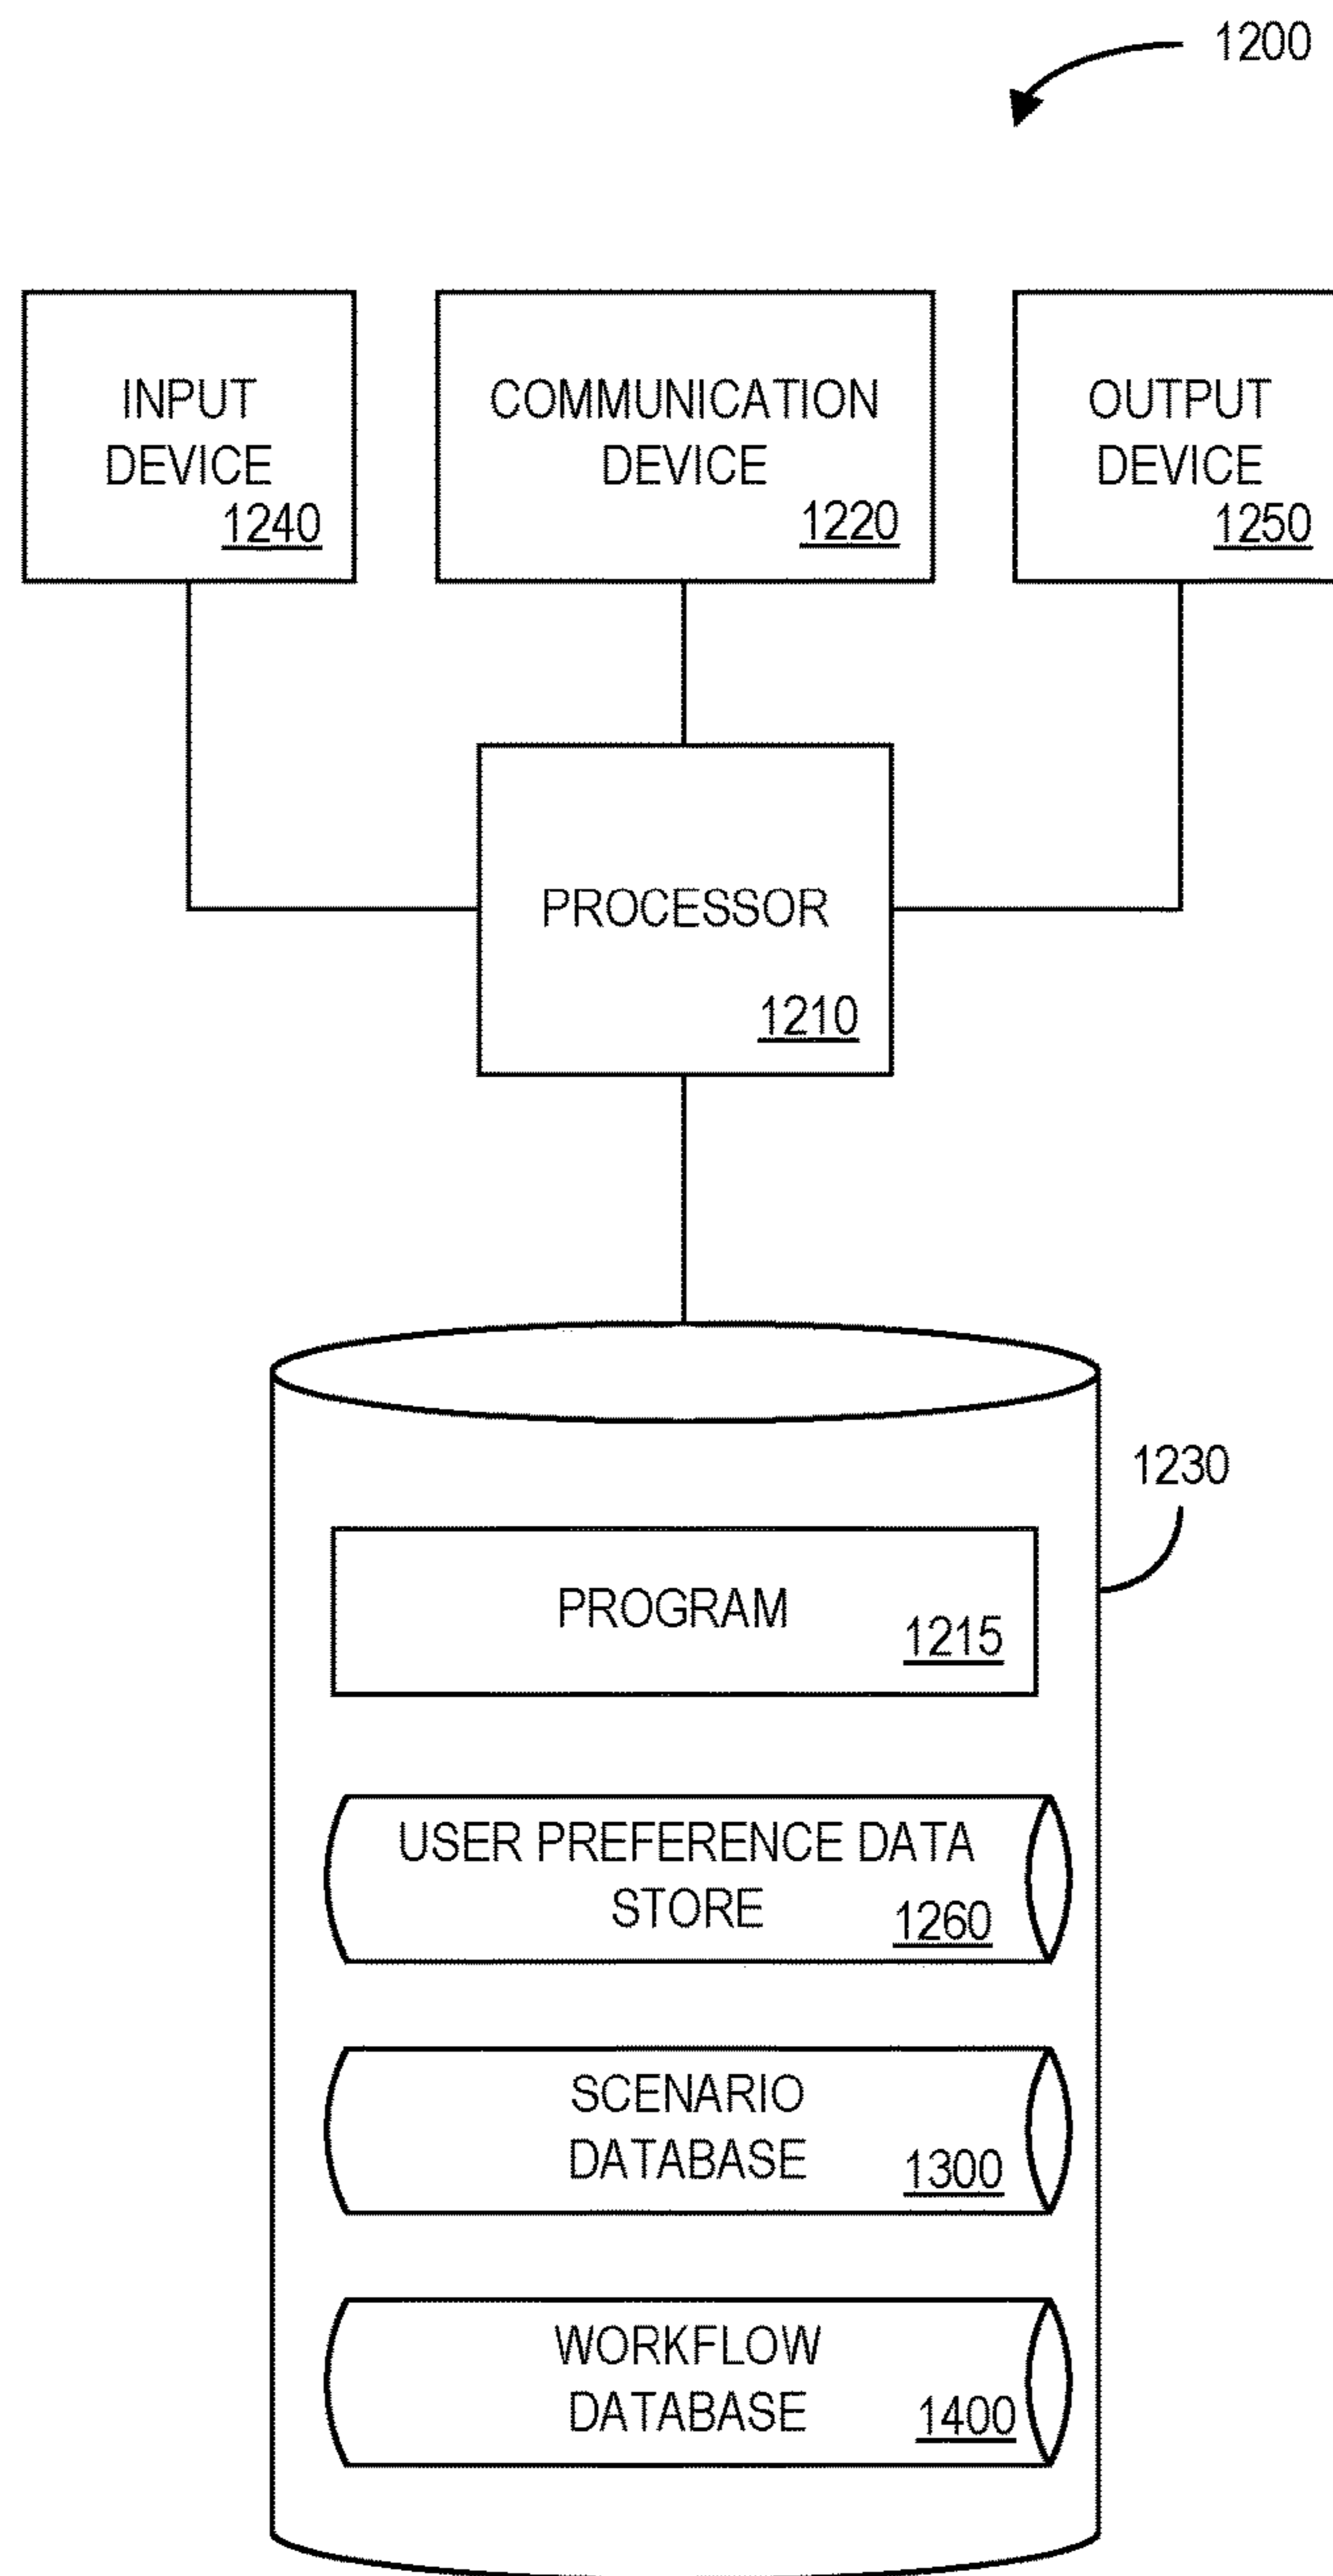 1200
INPUT
DEVICE
1240
COMMUNICATION
DEVICE
1220
OUTPUT
DEVICE
1250
PROCESSOR
1210
1230
PROGRAM
1215
USER PREFERENCE DATA
STORE
1260
SCENARIO
DATABASE
1300
WORKFLOW
DATABASE
1400